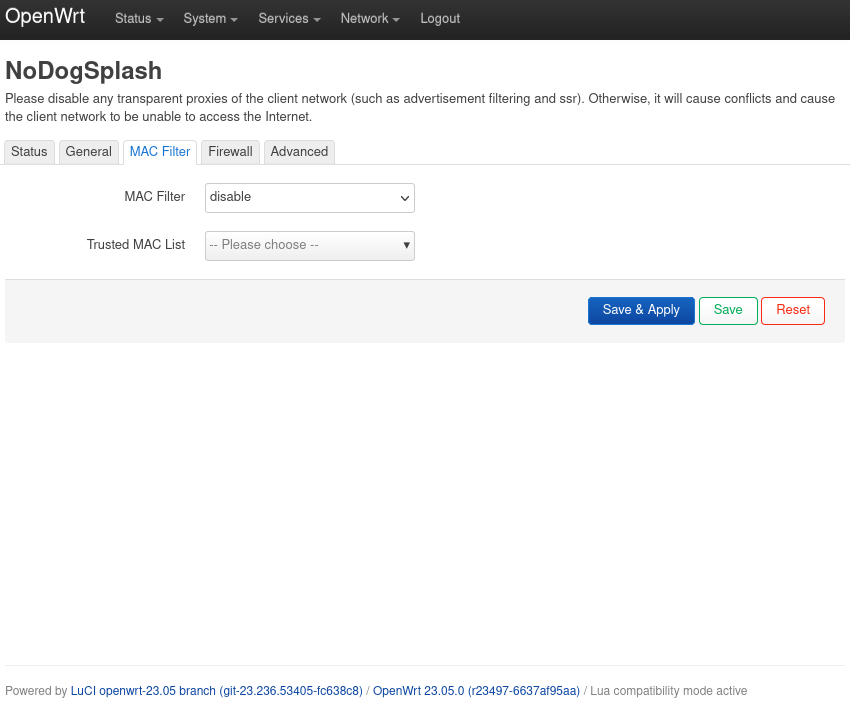 OpenWrt Status System Services Network Logout
NoDogSplash
Please disable any transparent proxies of the client network (such as advertisement filtering and ssr). Otherwise, it will cause conflicts and cause
the client network to be unable to access the Internet.
Status General MAC Filter Firewall Advanced
MAC Filter disable
Trusted MAC List -- Please choose --
Save & Apply Save Reset
Powered by LuCI openwrt-23.05 branch (git-23.236.53405-fc638c8) / OpenWrt 23.05.0 (r23497-6637af95aa) / Lua compatibility mode active